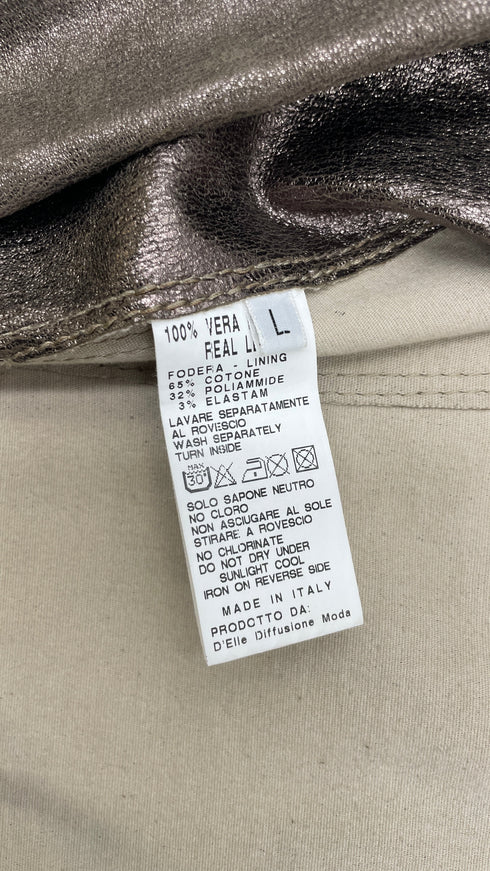 100% VERA
L
REAL
FODERA - LINING
65% COTONE
32% POLIAMMIDE
3% ELASTAM
LAVARE SEPARATAMENTE
AL ROVESCIO
WASH SEPARATELY
TURN INSIDE
MAX
30°
SOLO SAPONE NEUTRO
NO CLORO
NON ASCIUGARE AL SOLE
STIRARE A ROVESCIO
NO CHLORINATE
DO NOT DRY UNDER
SUNLIGHT COOL
IRON ON REVERSE SIDE
MADE IN ITALY
PRODOTTO DA:
D'Elle Diffusione Moda